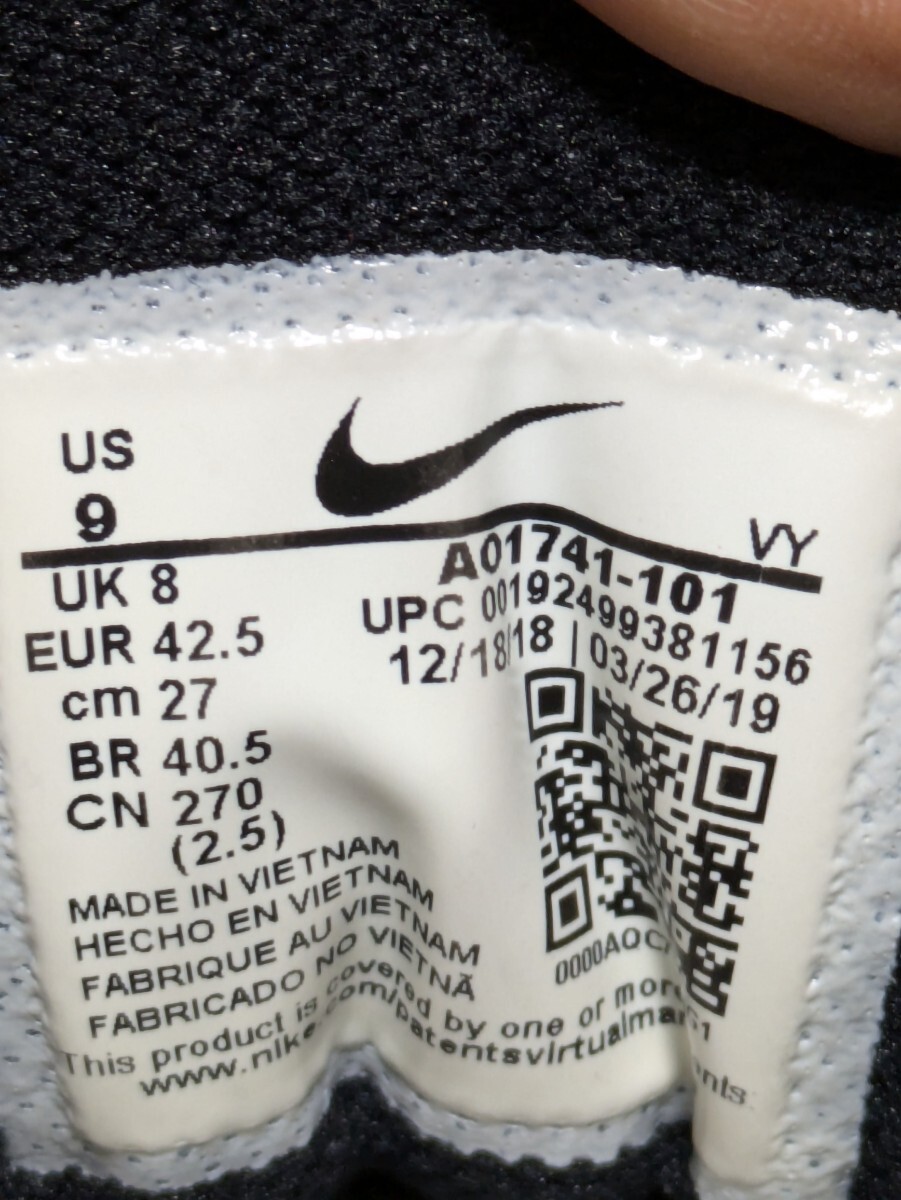 US
9
VY
UK 8
EUR 42.5
cm 27
BR 40.5
CN 270
(2.5)
A01741-101
UPC 00192499381156
12/18/18 | 03/26/19
MADE IN VIETNAM
HECHO EN VIETNAM
FABRIQUE AU VIETNAM
FABRICADO NO VIETNÃ
This product is covered by one or more
www.nike.com/patentsvirtual